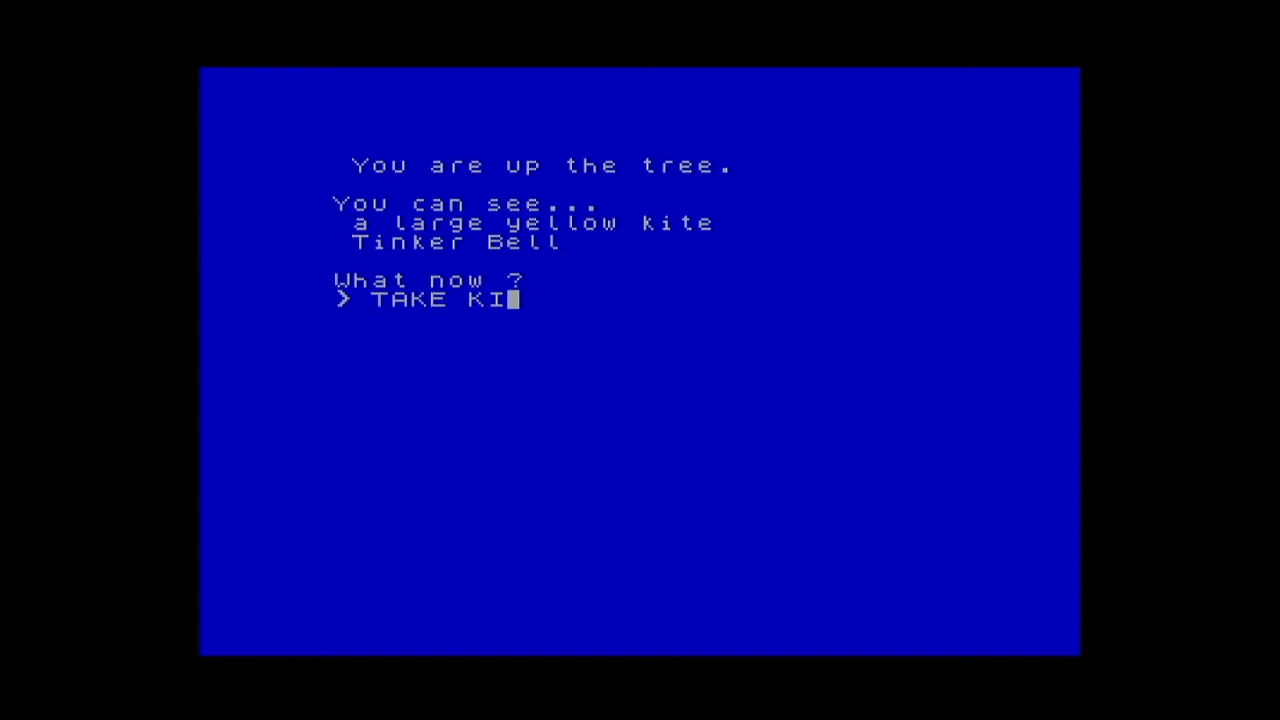 You are up the tree.
You can see...
a large yellow kite
Tinker Bell
What now ?
> TAKE KI